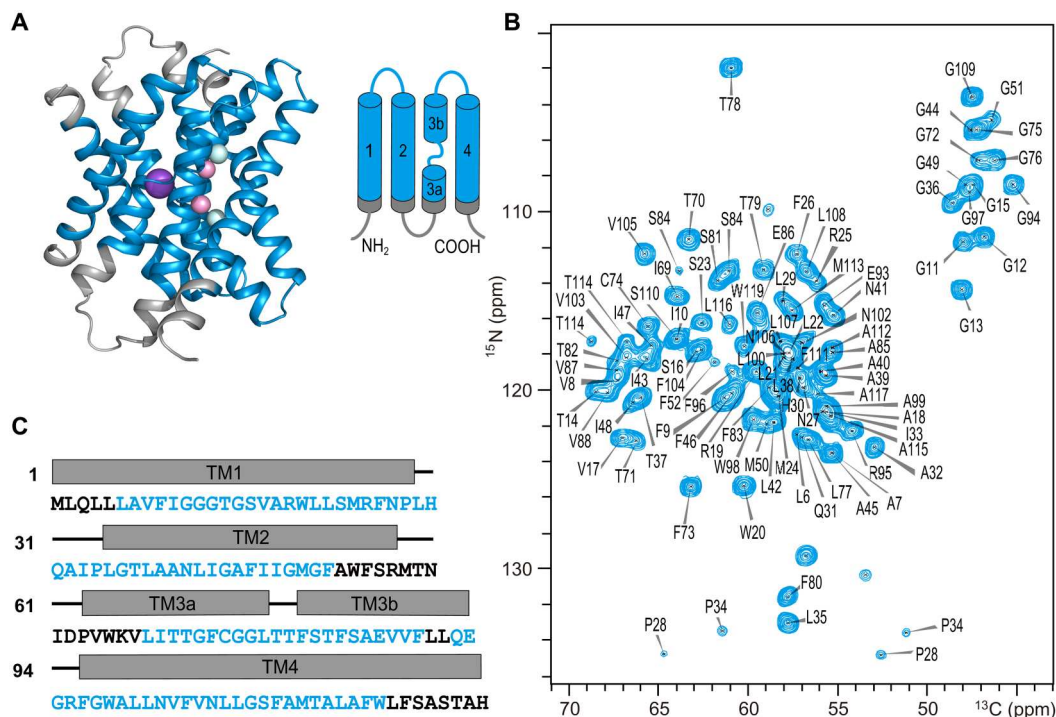 A
B
NH2
COOH
1
2
3b
3a
4
T78
G109
G51
G44
G75
G72
G76
G49
G36
G15
G94
G97
G11
G12
G13
110
120
130
15N (ppm)
T70
S84
T79
F26
V105
S84
E86
L108
S81
R25
I69
S23
M113
C74
L29
E93
T114
W119
N41
V103
S110
L116
I47
I10
L107
L22
N102
T114
N106
A112
T82
S16
L100
F111
A85
V87
I43
F104
L21
L38
A40
V8
F52
F96
H30
A39
T14
I48
F9
F46
F83
N27
A117
V88
R19
A99
A18
I33
V17
T37
W98
M50
M24
A115
T71
L42
L6
L77
R95
A32
Q31
A45
A7
F73
W20
F80
L35
P34
P28
P34
P28
70
65
60
55
50
13C (ppm)
C
1
TM1
MLQLLLAVFIGGGTGSVARWLLSMRFNPLH
31
TM2
QAIPLGTLAANLIGAFIIGMGFAWFSRMTN
61
TM3a
TM3b
IDPVWKVLITTGFCGGLTTFSTFSAEVVFLLQE
94
TM4
GRFGWALLNVFVNLLGSFAMTALAFWLFSASTAH